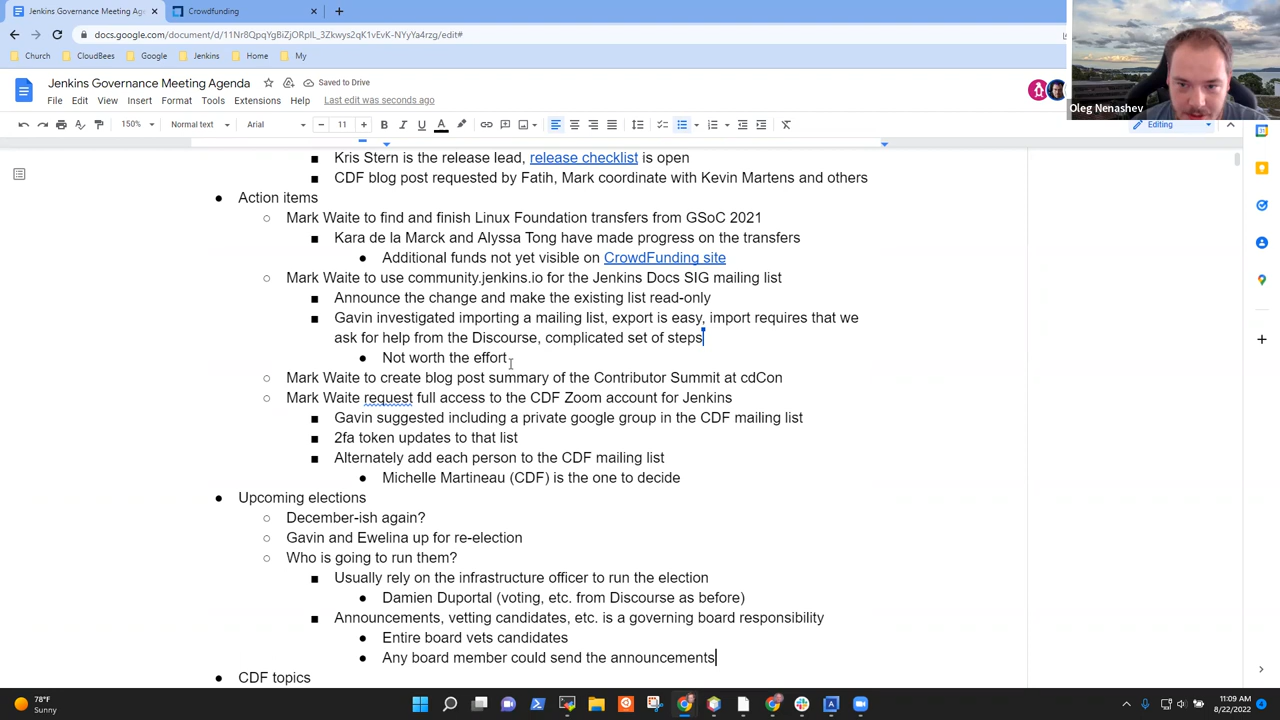 Jenkins Governance Meeting Age
Crowdfunding
docs.google.com/document/d/11Nr8QpqYgBiZjORpIL_3Zkwys2qK1vEvK-NYyYa4rzg/edit#
Church CloudBees Google Jenkins Home My
Jenkins Governance Meeting Agenda Saved to Drive
File Edit View Insert Format Tools Extensions Help Last edit was seconds ago
Oleg Nenashev
150% Normal text Arial 11 B I U A Editing
Kris Stern is the release lead, release checklist is open
CDF blog post requested by Fatih, Mark coordinate with Kevin Martens and others
Action items
Mark Waite to find and finish Linux Foundation transfers from GSoC 2021
Kara de la Marck and Alyssa Tong have made progress on the transfers
Additional funds not yet visible on CrowdFunding site
Mark Waite to use community.jenkins.io for the Jenkins Docs SIG mailing list
Announce the change and make the existing list read-only
Gavin investigated importing a mailing list, export is easy, import requires that we
ask for help from the Discourse, complicated set of steps
Not worth the effort
Mark Waite to create blog post summary of the Contributor Summit at cdCon
Mark Waite request full access to the CDF Zoom account for Jenkins
Gavin suggested including a private google group in the CDF mailing list
2fa token updates to that list
Alternately add each person to the CDF mailing list
Michelle Martineau (CDF) is the one to decide
Upcoming elections
December-ish again?
Gavin and Ewelina up for re-election
Who is going to run them?
Usually rely on the infrastructure officer to run the election
Damien Duportal (voting, etc. from Discourse as before)
Announcements, vetting candidates, etc. is a governing board responsibility
Entire board vets candidates
Any board member could send the announcements
CDF topics
78°F
Sunny
11:09 AM
8/22/2022